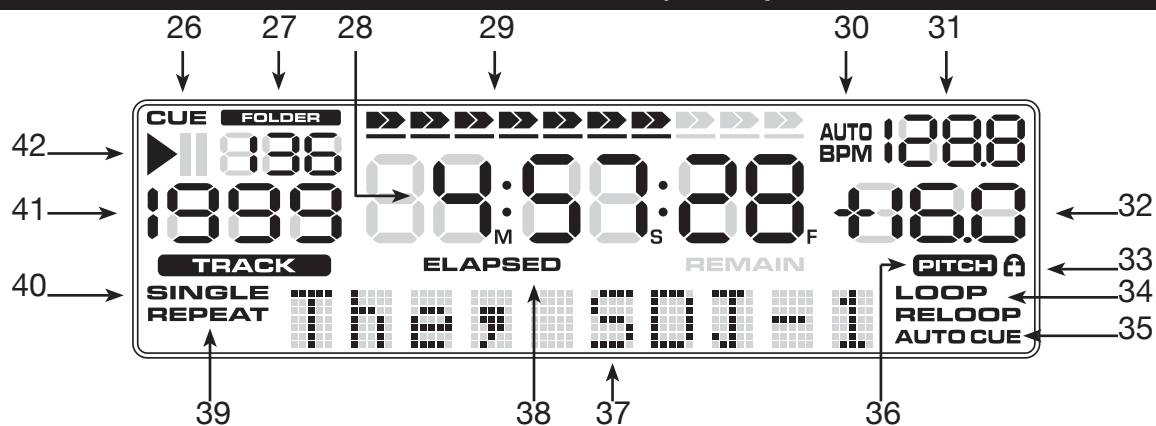 26 27 28 29 30 31
CUE FOLDER
42 136 AUTO BPM 128.8
41 1999 4:57:28 +16.0 32
M S F
TRACK ELAPSED REMAIN PITCH 33
40 SINGLE LOOP 34
REPEAT The SDJ-1 RELOOP
AUTO CUE 35
39 38 37 36